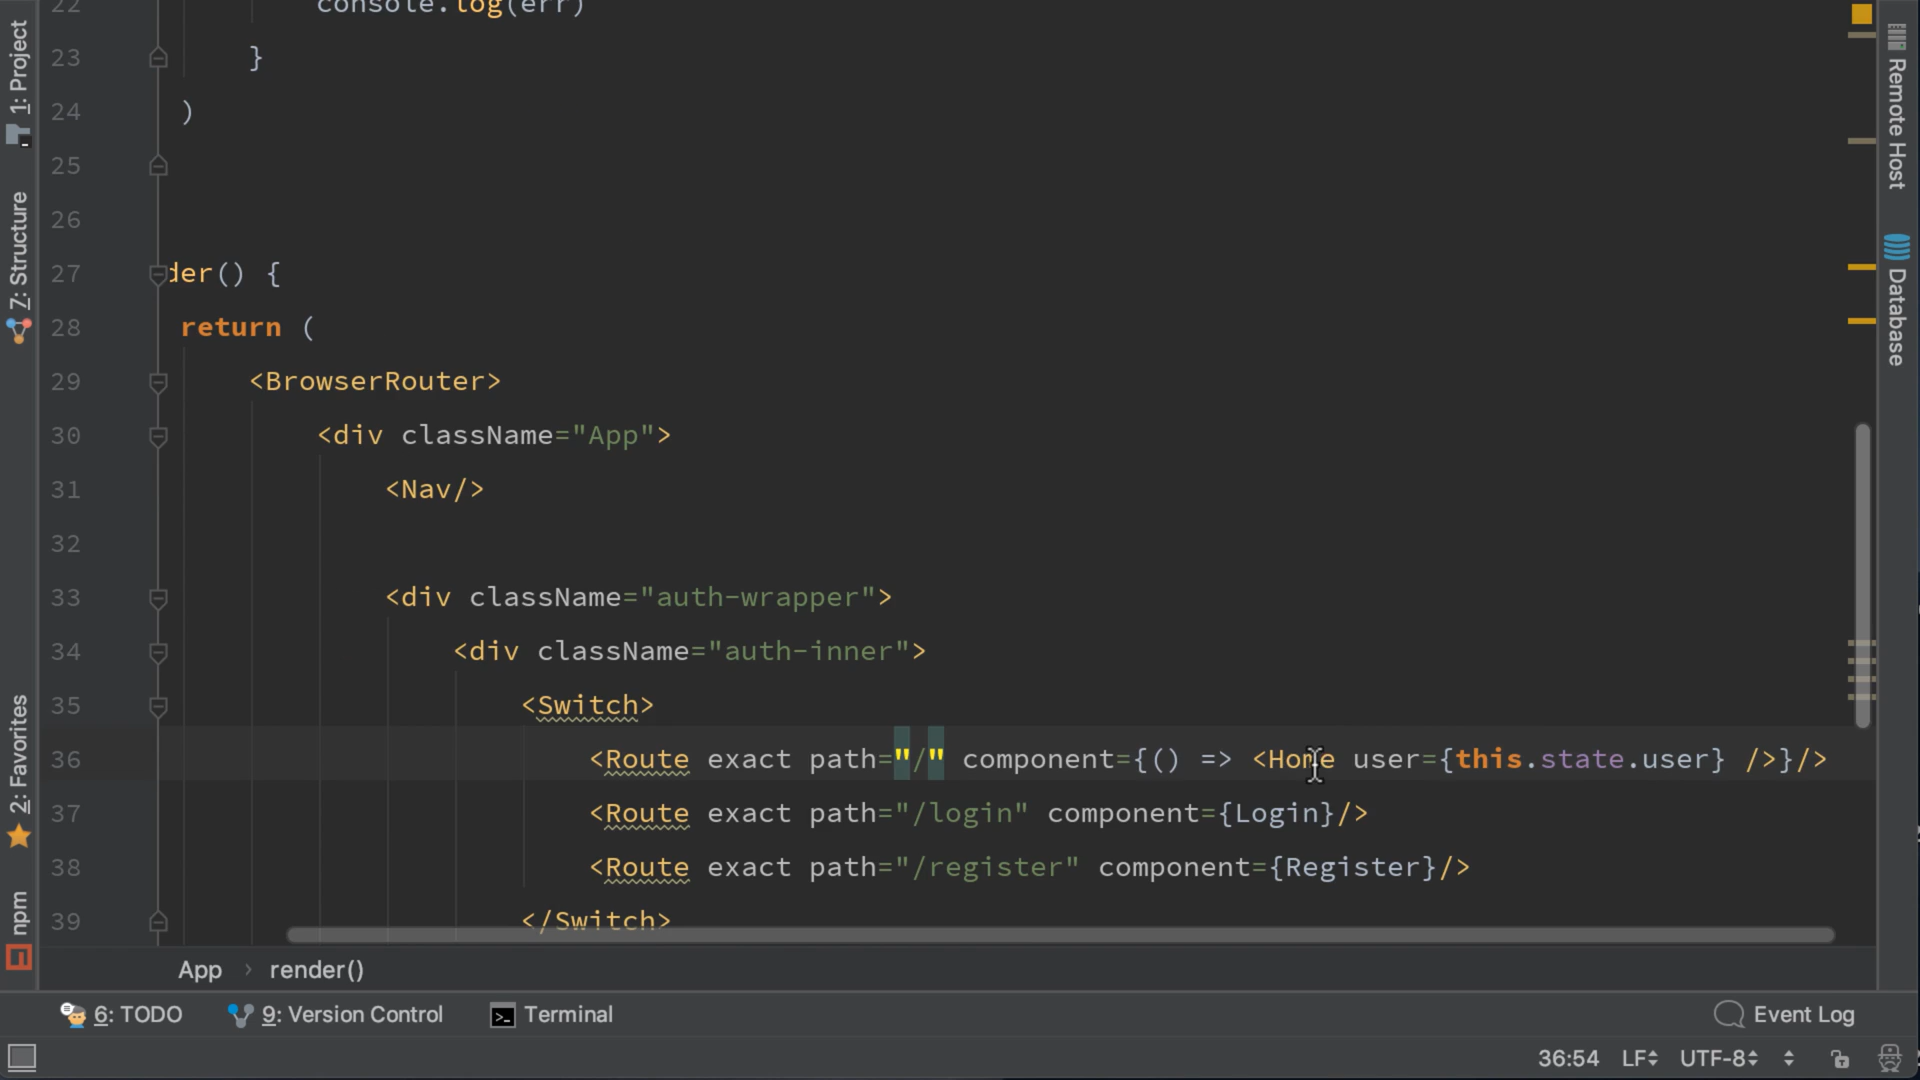 22 console.log(err)
23 }
24 )
25
26
27 der() {
28 return (
29 <BrowserRouter>
30 <div className="App">
31 <Nav/>
32
33 <div className="auth-wrapper">
34 <div className="auth-inner">
35 <Switch>
36 <Route exact path="/" component={() => <Home user={this.state.user} />}/>
37 <Route exact path="/login" component={Login}/>
38 <Route exact path="/register" component={Register}/>
39 </Switch>
App › render()
1: Project
7: Structure
2: Favorites
npm
Remote Host
Database
6: TODO 9: Version Control Terminal Event Log
36:54 LF UTF-8